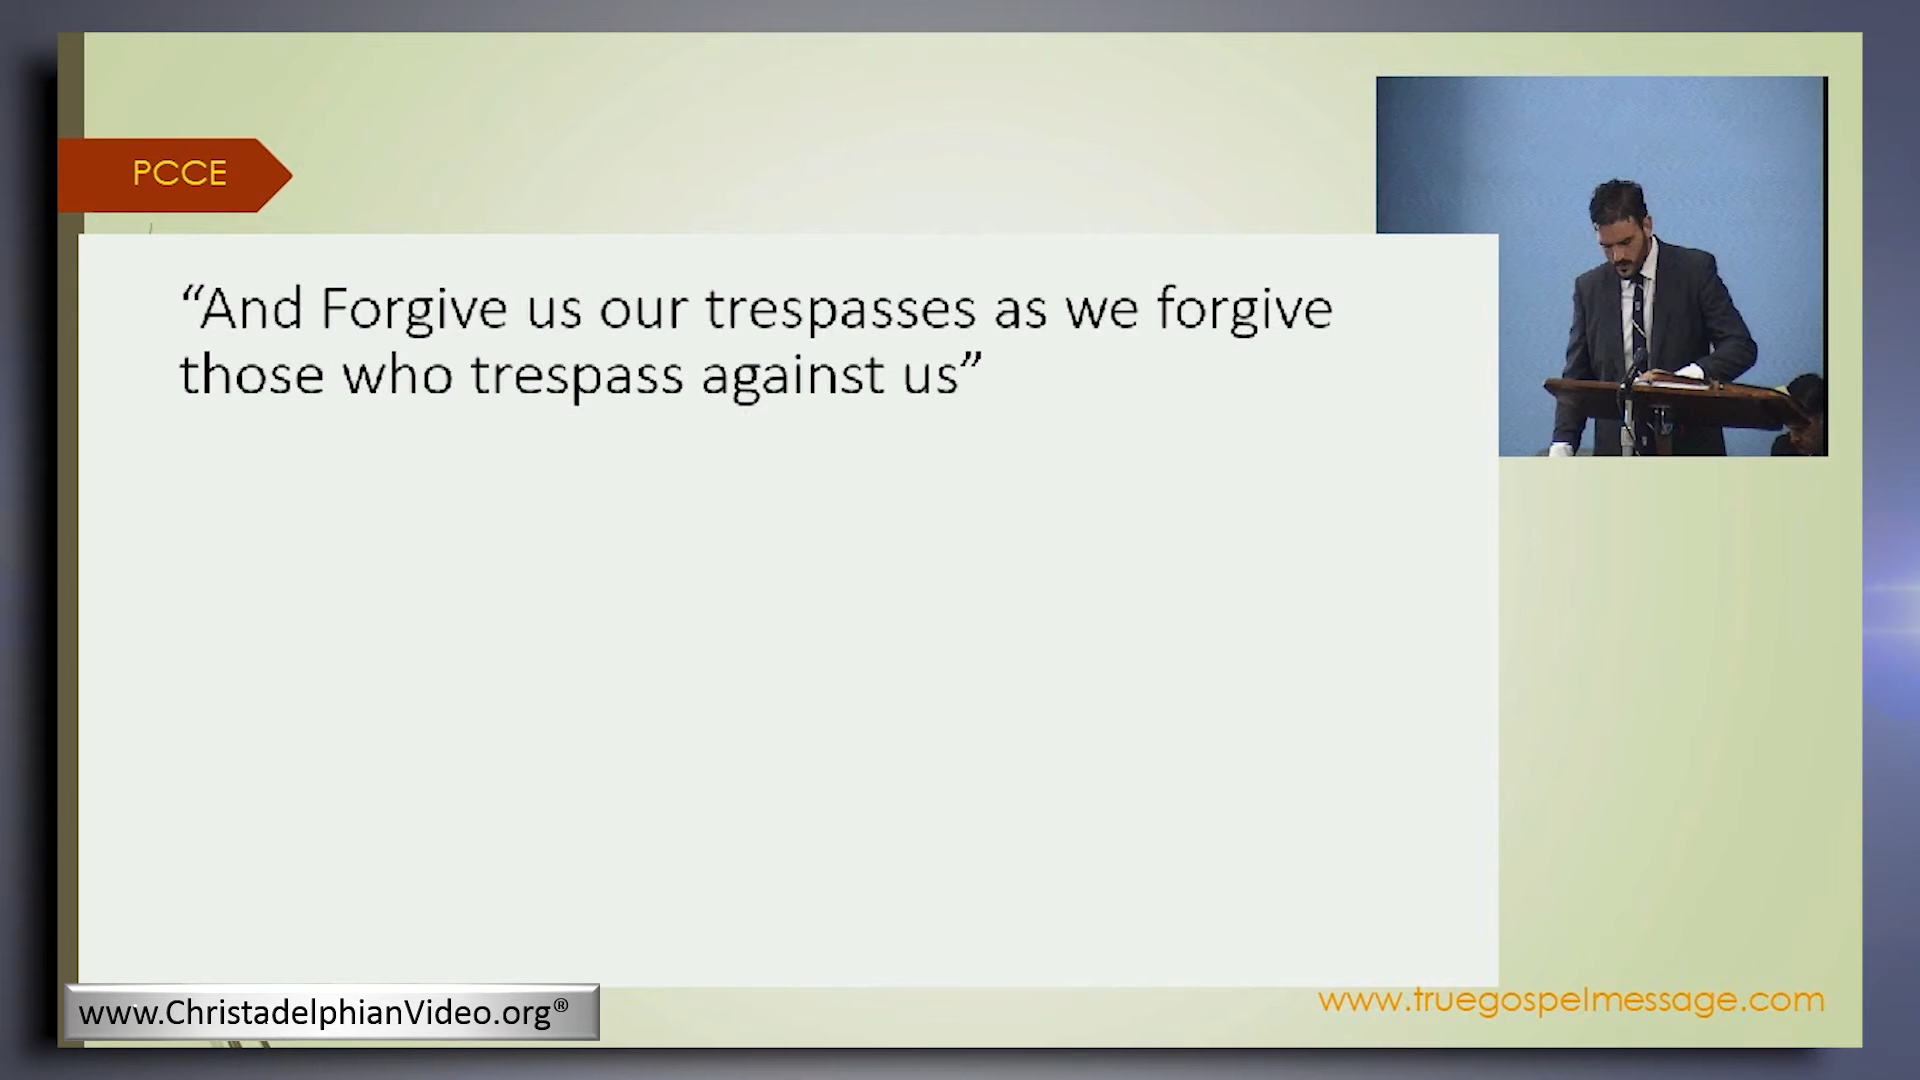 PCCE
“And Forgive us our trespasses as we forgive
those who trespass against us”
www.ChristadelphianVideo.org®
www.truegospelmessage.com